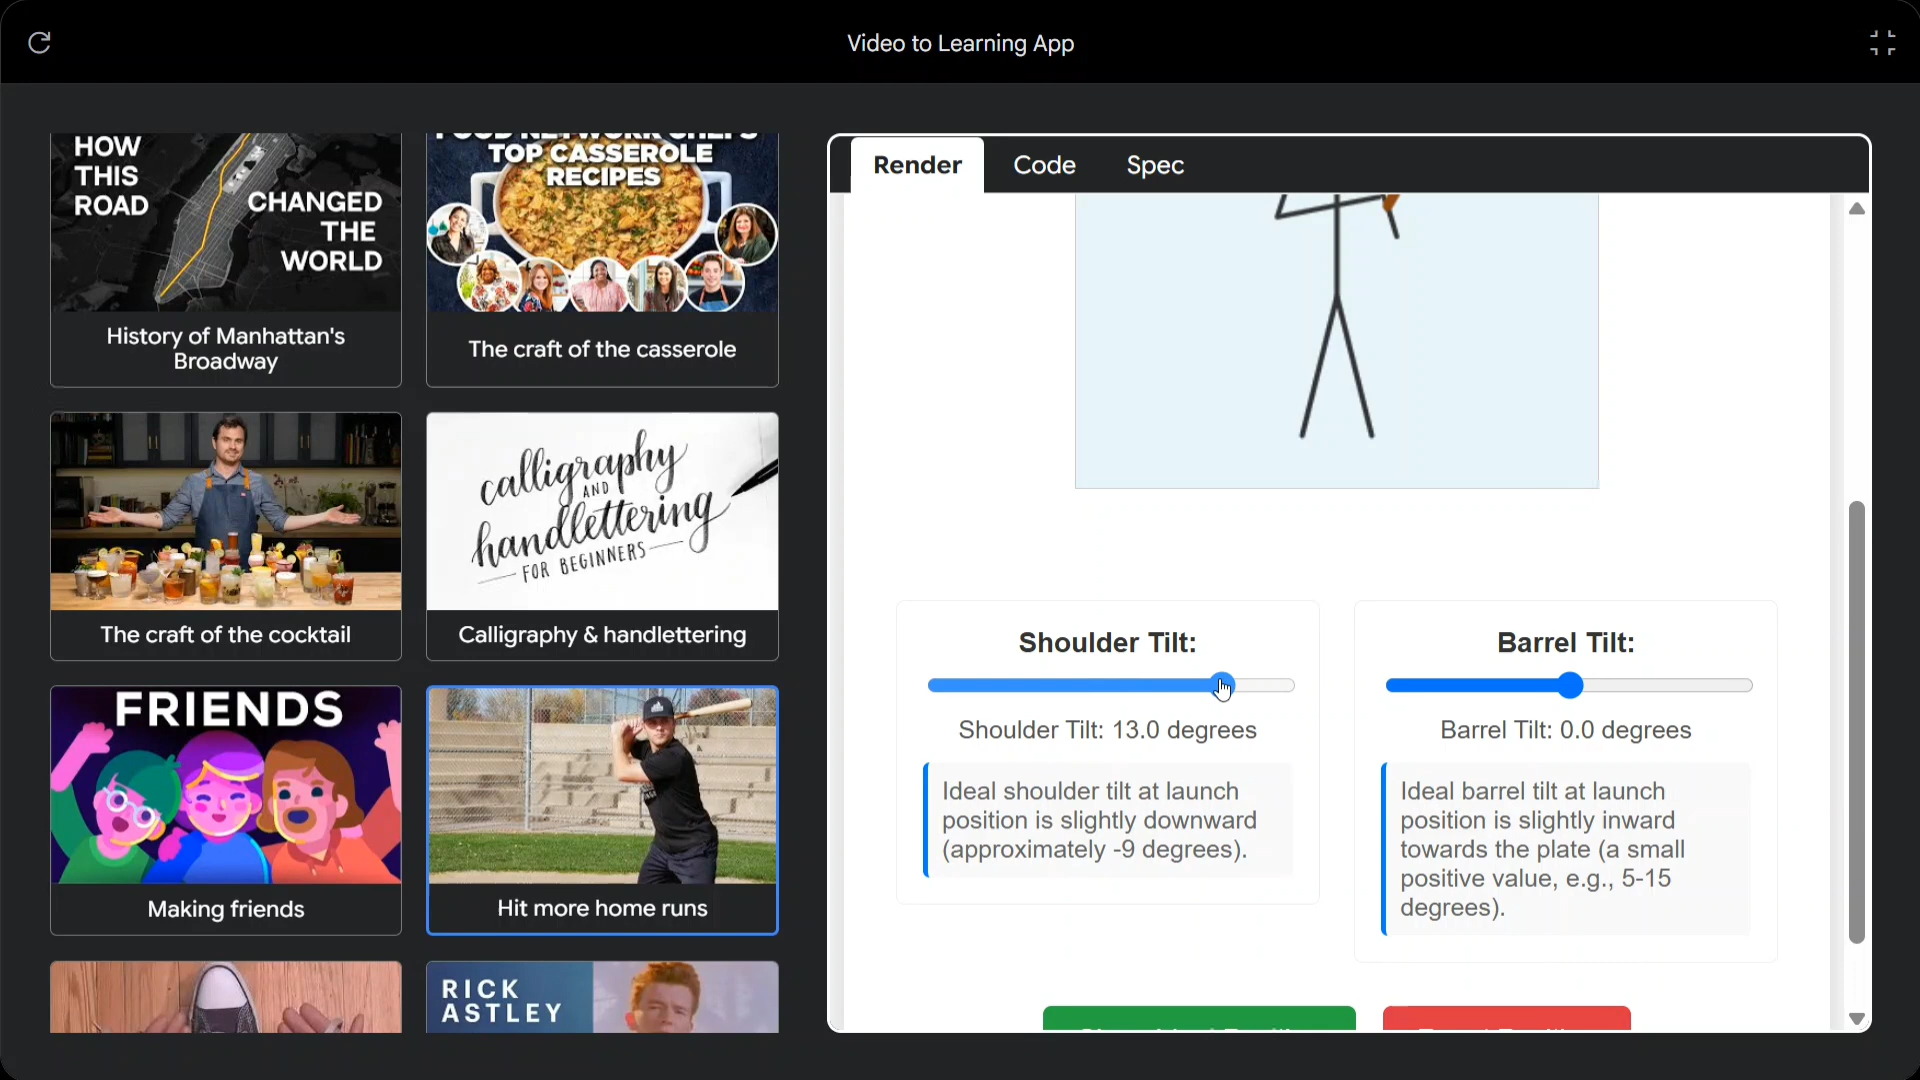 Video to Learning App
HOW
THIS
ROAD
CHANGED
THE
WORLD
History of Manhattan's
Broadway
FOOD NETWORK CHEFS'
TOP CASSEROLE
RECIPES
The craft of the casserole
The craft of the cocktail
calligraphy
AND
handlettering
FOR BEGINNERS
Calligraphy & handlettering
FRIENDS
Making friends
Hit more home runs
RICK
ASTLEY
Render
Code
Spec
Shoulder Tilt:
Shoulder Tilt: 13.0 degrees
Ideal shoulder tilt at launch
position is slightly downward
(approximately -9 degrees).
Barrel Tilt:
Barrel Tilt: 0.0 degrees
Ideal barrel tilt at launch
position is slightly inward
towards the plate (a small
positive value, e.g., 5-15
degrees).